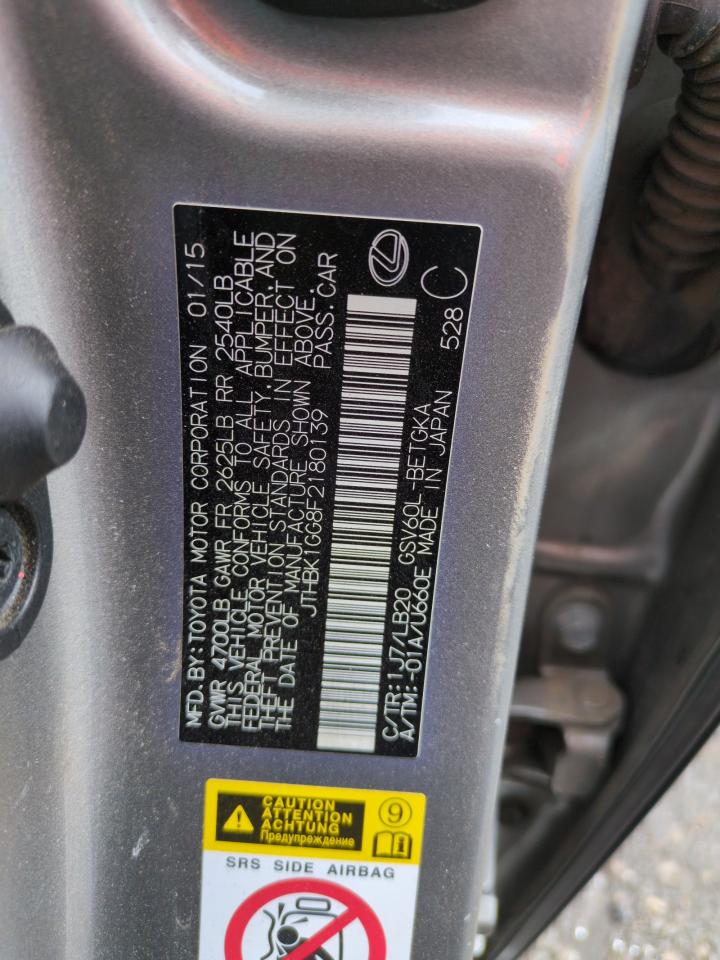 MFD. BY: TOYOTA MOTOR CORPORATION 01/15
GVWR 4700LB GAWR FR 2625LB RR 2540LB
THIS VEHICLE CONFORMS TO ALL APPLICABLE
FEDERAL MOTOR VEHICLE SAFETY, BUMPER, AND
THEFT PREVENTION STANDARDS IN EFFECT ON
THE DATE OF MANUFACTURE SHOWN ABOVE.
JTHBK1GG8F2180139 PASS. CAR
C/TR: 1J7/LB20 GSV60L-BETGKA 528
A/TM: -01A/U660E MADE IN JAPAN
C
CAUTION
ATTENTION
ACHTUNG
Предупреждение
9
SRS SIDE AIRBAG